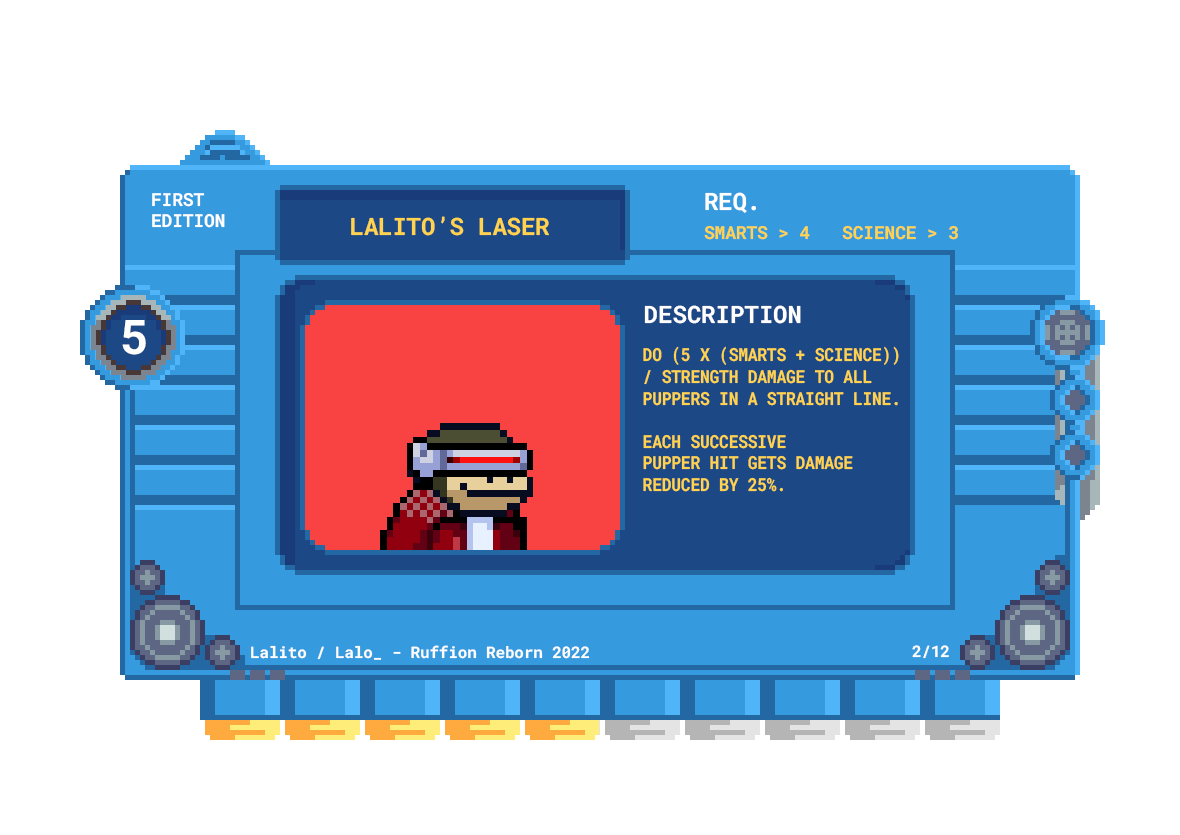 FIRST
EDITION
LALITO’S LASER
REQ.
SMARTS > 4 SCIENCE > 3
5
DESCRIPTION
DO (5 X (SMARTS + SCIENCE))
/ STRENGTH DAMAGE TO ALL
PUPPERS IN A STRAIGHT LINE.
EACH SUCCESSIVE
PUPPER HIT GETS DAMAGE
REDUCED BY 25%.
Lalito / Lalo_ - Ruffion Reborn 2022
2/12